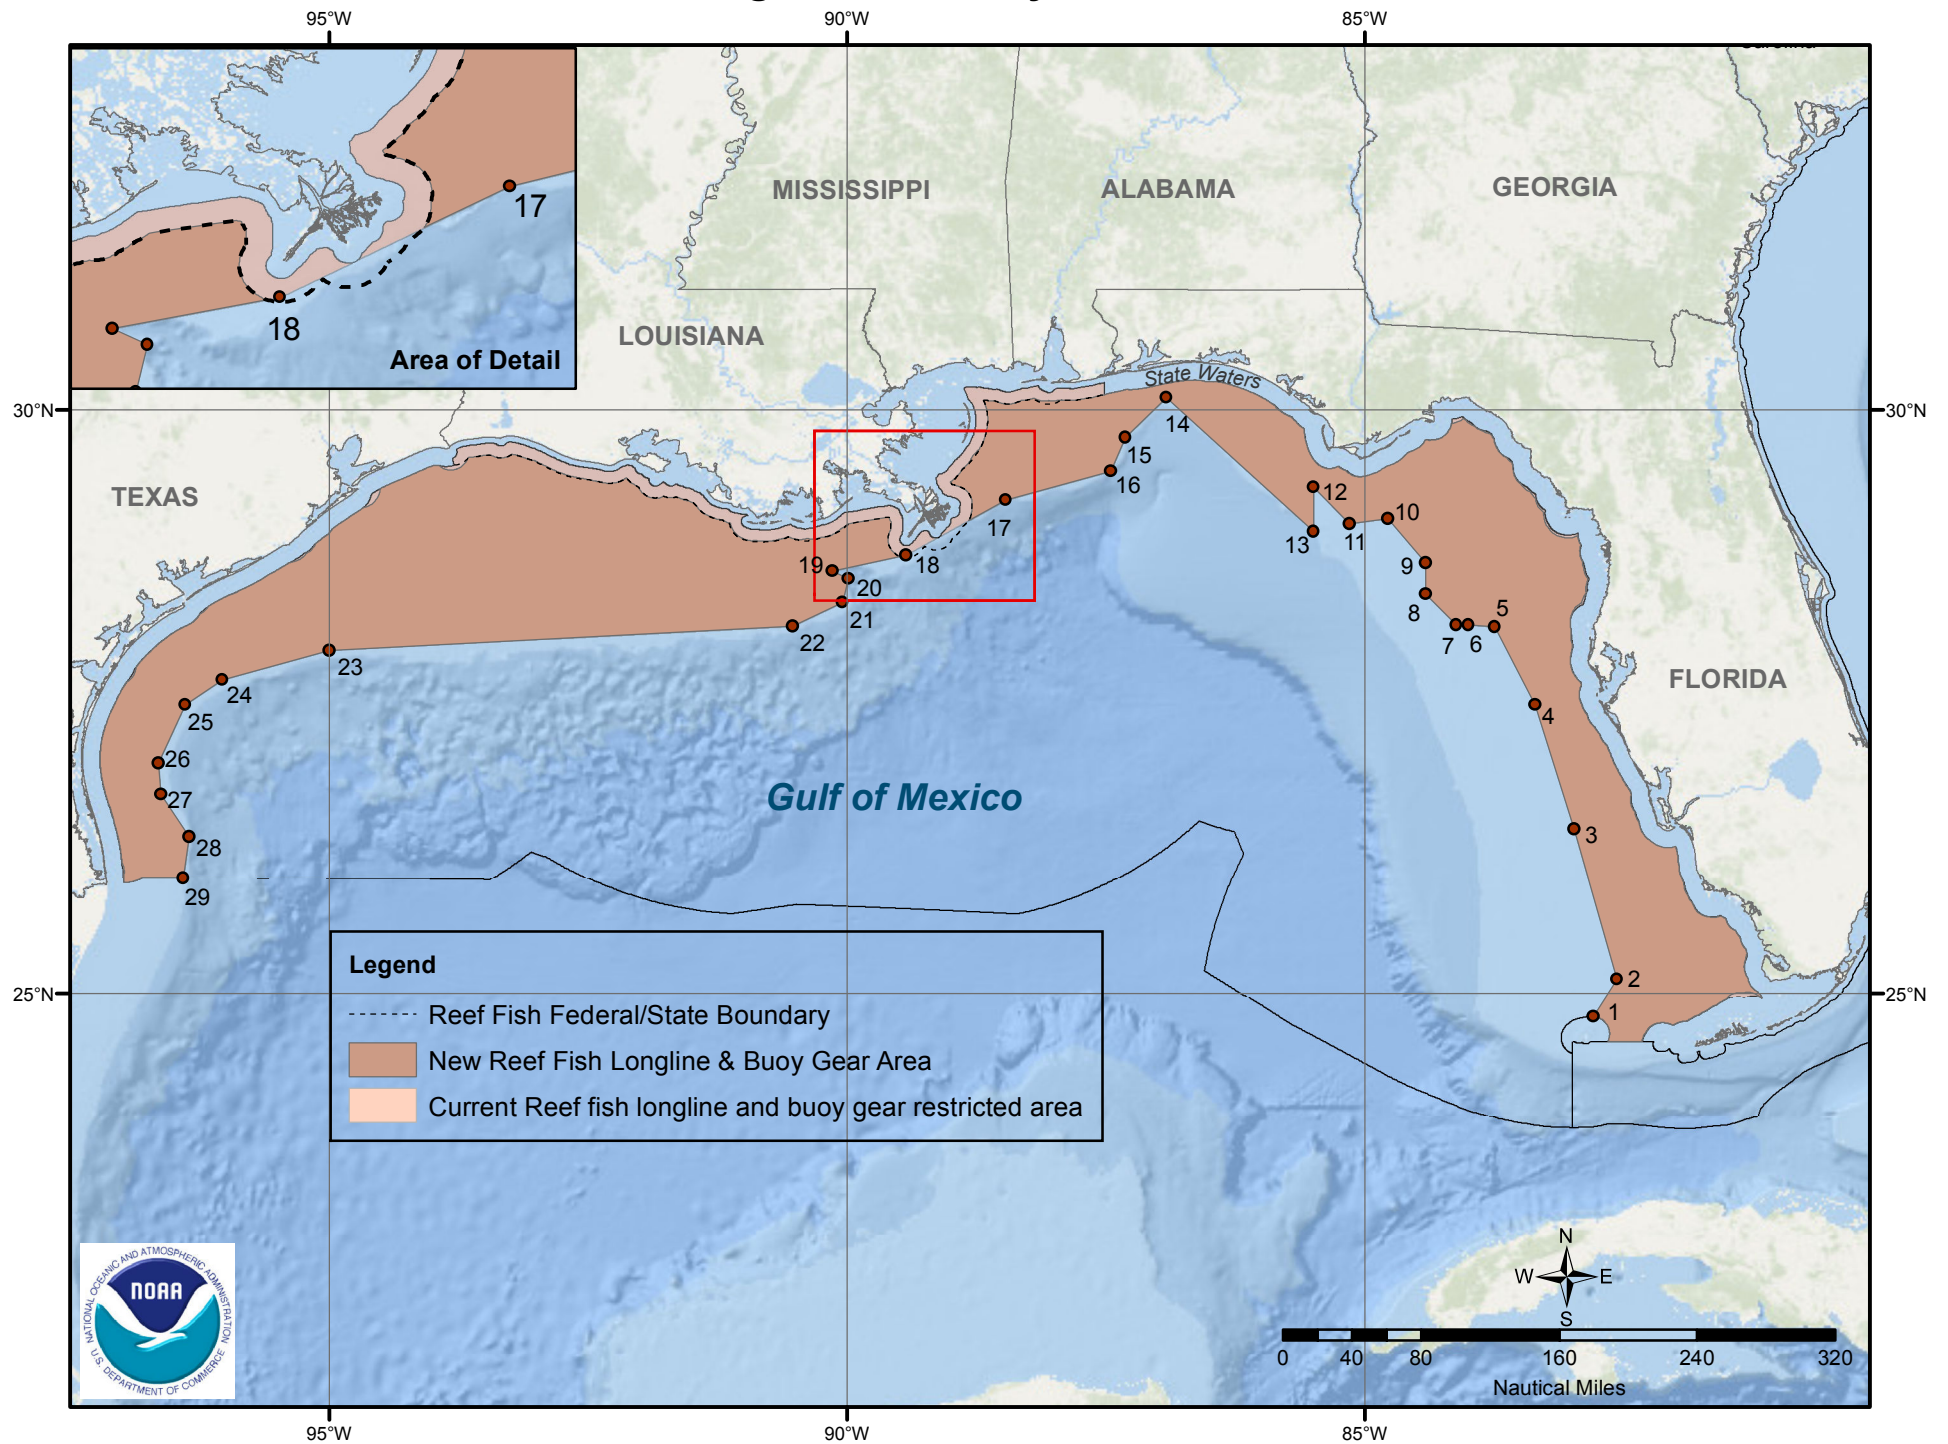 95°W
90°W
85°W
MISSISSIPPI
ALABAMA
GEORGIA
17
18
Area of Detail
LOUISIANA
State Waters
30°N
30°N
14
15
16
TEXAS
12
10
17
13
11
18
19
9
20
8
21
5
22
7
6
23
FLORIDA
24
25
4
26
Gulf of Mexico
27
3
28
29
Legend
2
25°N
25°N
1
Reef Fish Federal/State Boundary
New Reef Fish Longline & Buoy Gear Area
Current Reef fish longline and buoy gear restricted area
N
W
E
S
NATIONAL OCEANIC AND ATMOSPHERIC ADMINISTRATION
NOAA
U.S. DEPARTMENT OF COMMERCE
0
40
80
160
240
320
Nautical Miles
95°W
90°W
85°W